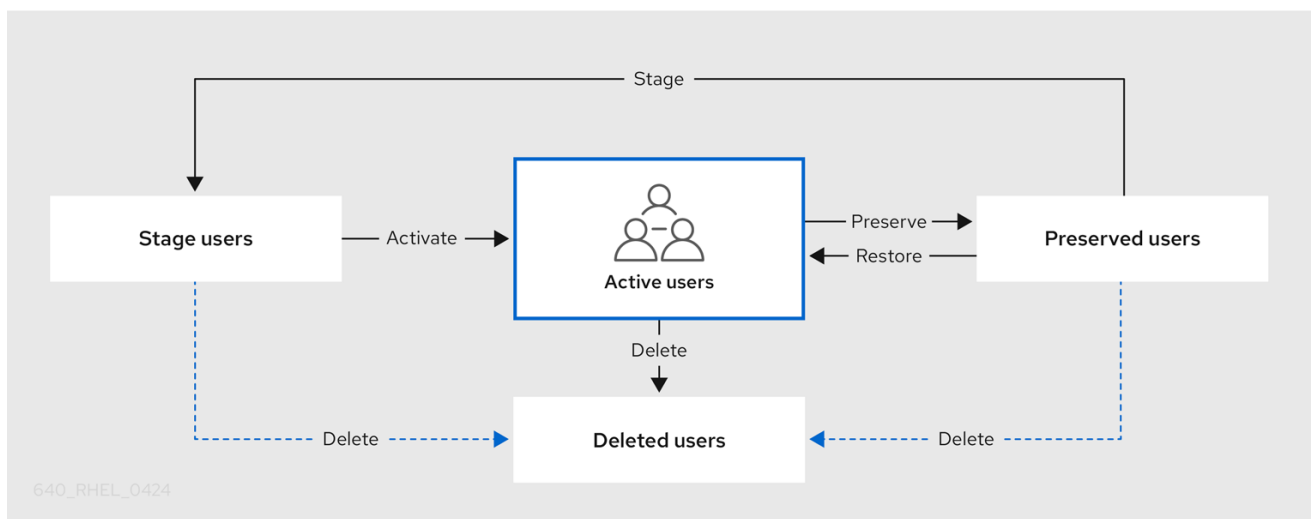 Stage
Stage users
Activate
Active users
Preserve
Restore
Preserved users
Delete
Delete
Deleted users
Delete
640_RHEL_0424